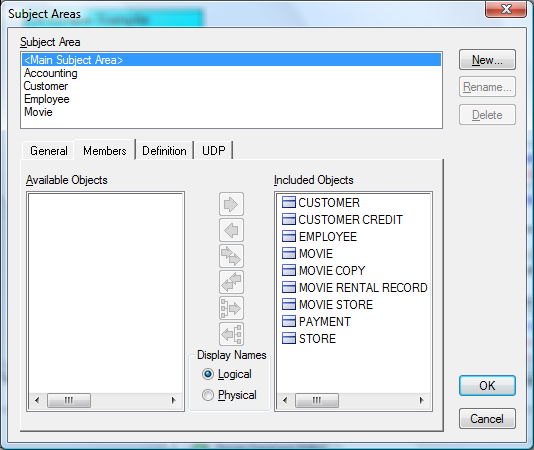 Subject Areas
Subject Area
<Main Subject Area>
Accounting
Customer
Employee
Movie
New...
Rename...
Delete
General Members Definition UDP
Available Objects
Included Objects
CUSTOMER
CUSTOMER CREDIT
EMPLOYEE
MOVIE
MOVIE COPY
MOVIE RENTAL RECORD
MOVIE STORE
PAYMENT
STORE
Display Names
Logical
Physical
OK
Cancel